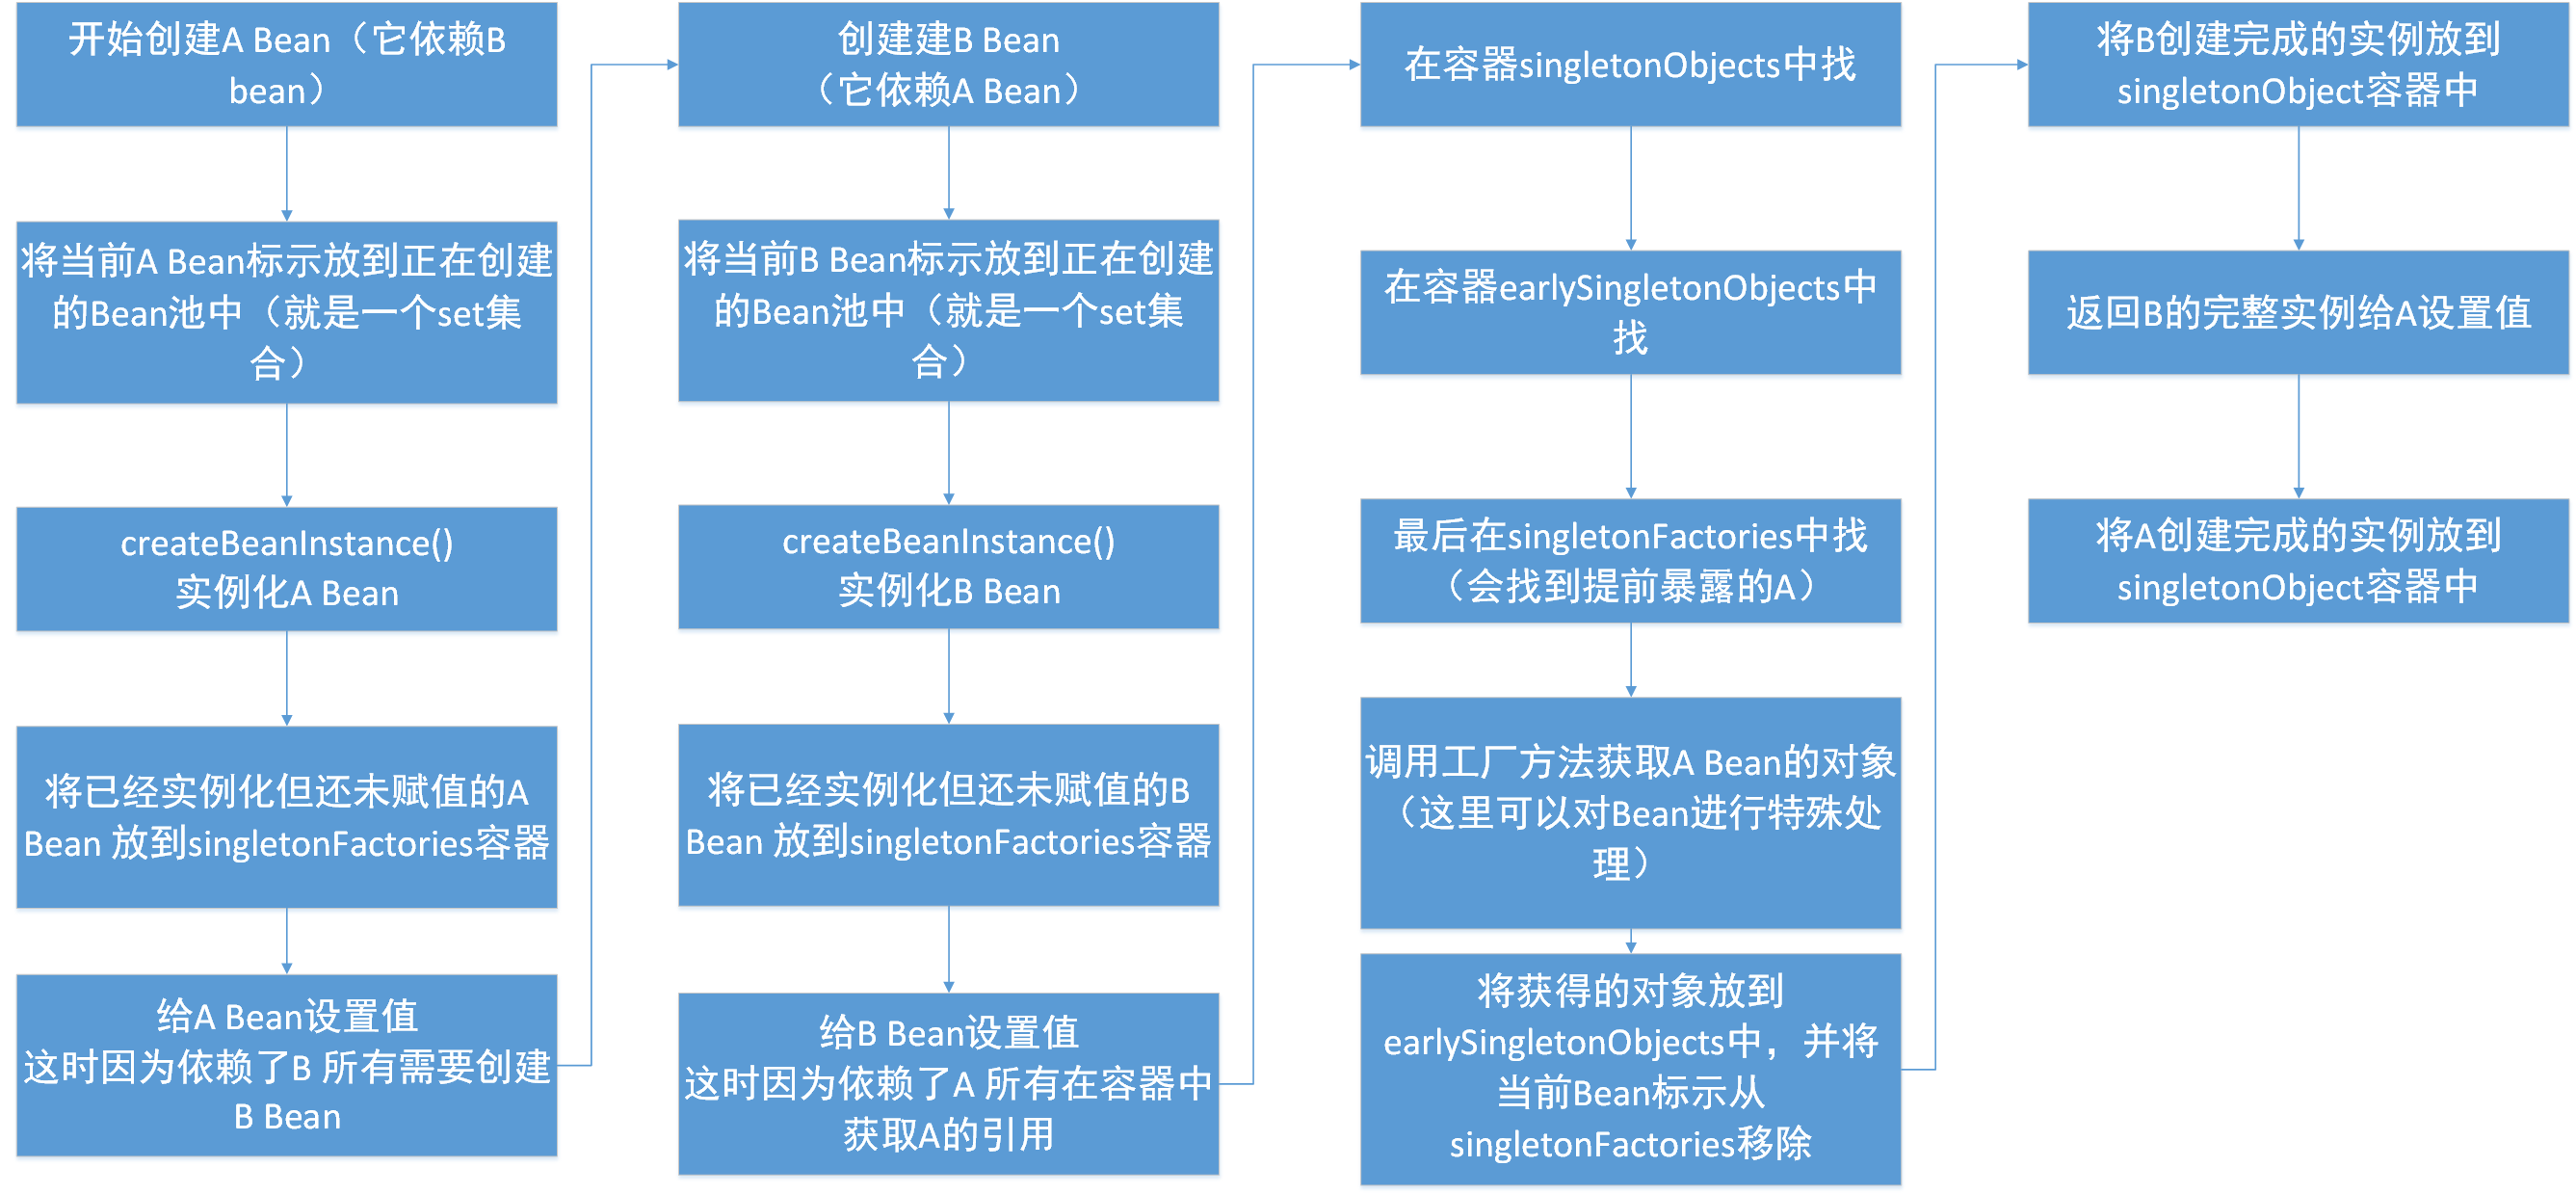 开始创建A Bean（它依赖B
bean）
将当前A Bean标示放到正在创建
的Bean池中（就是一个set集
合）
createBeanInstance()
实例化A Bean
将已经实例化但还未赋值的A
Bean 放到singletonFactories容器
给A Bean设置值
这时因为依赖了B 所有需要创建
B Bean
创建建B Bean
（它依赖A Bean）
将当前B Bean标示放到正在创建
的Bean池中（就是一个set集
合）
createBeanInstance()
实例化B Bean
将已经实例化但还未赋值的B
Bean 放到singletonFactories容器
给B Bean设置值
这时因为依赖了A 所有在容器中
获取A的引用
在容器singletonObjects中找
在容器earlySingletonObjects中
找
最后在singletonFactories中找
（会找到提前暴露的A）
调用工厂方法获取A Bean的对象
（这里可以对Bean进行特殊处
理）
将获得的对象放到
earlySingletonObjects中，并将
当前Bean标示从
singletonFactories移除
将B创建完成的实例放到
singletonObject容器中
返回B的完整实例给A设置值
将A创建完成的实例放到
singletonObject容器中